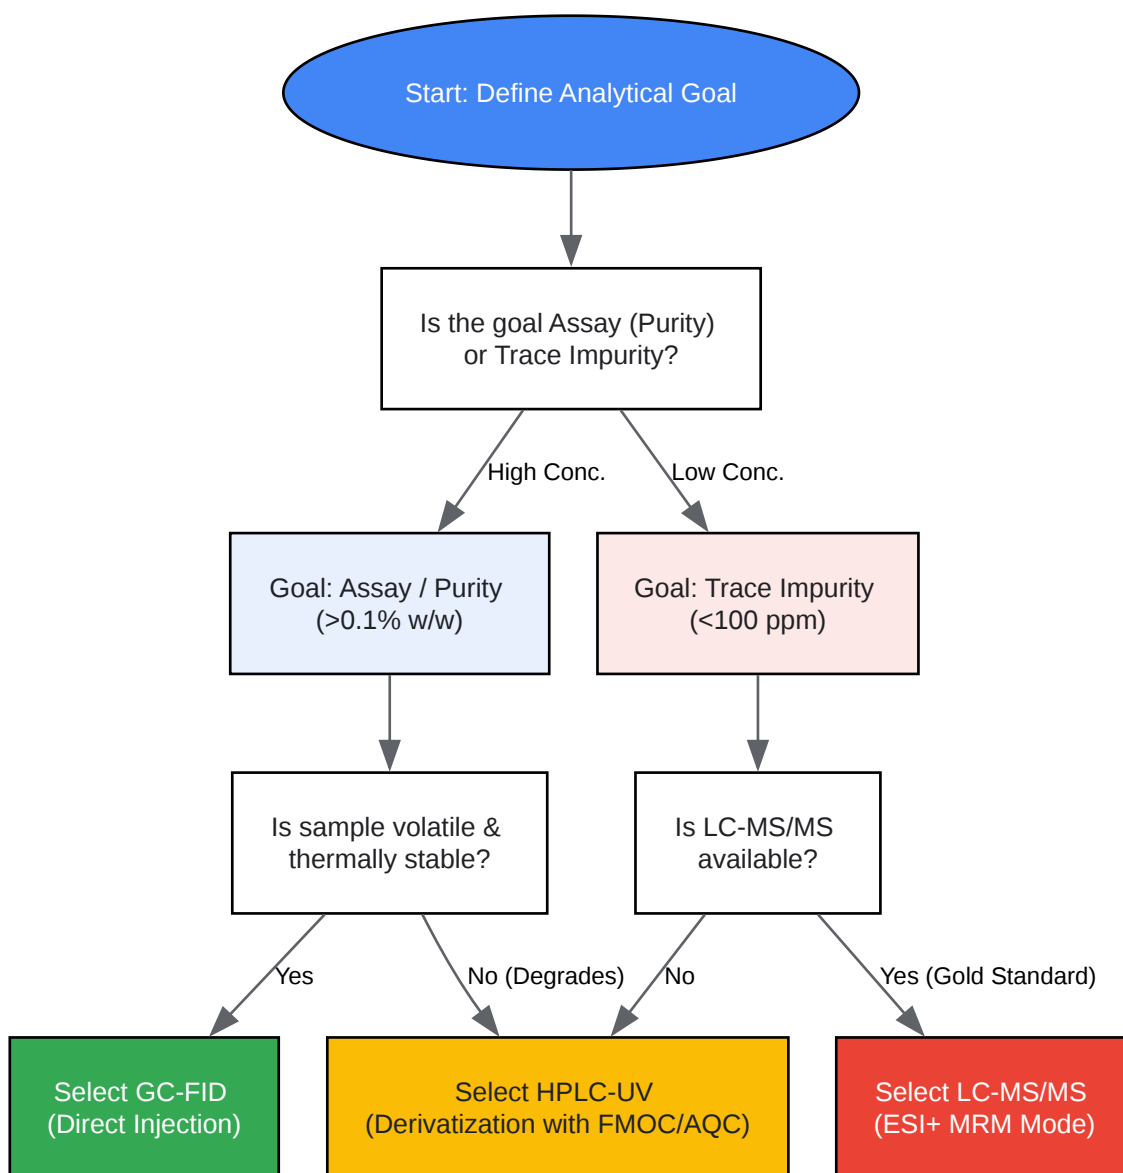 Start: Define Analytical Goal
Is the goal Assay (Purity)
or Trace Impurity?
High Conc.
Low Conc.
Goal: Assay / Purity
(>0.1% w/w)
Goal: Trace Impurity
(<100 ppm)
Is sample volatile &
thermally stable?
Is LC-MS/MS
available?
Yes
No (Degrades)
No
Yes (Gold Standard)
Select GC-FID
(Direct Injection)
Select HPLC-UV
(Derivatization with FMOC/AQC)
Select LC-MS/MS
(ESI+ MRM Mode)